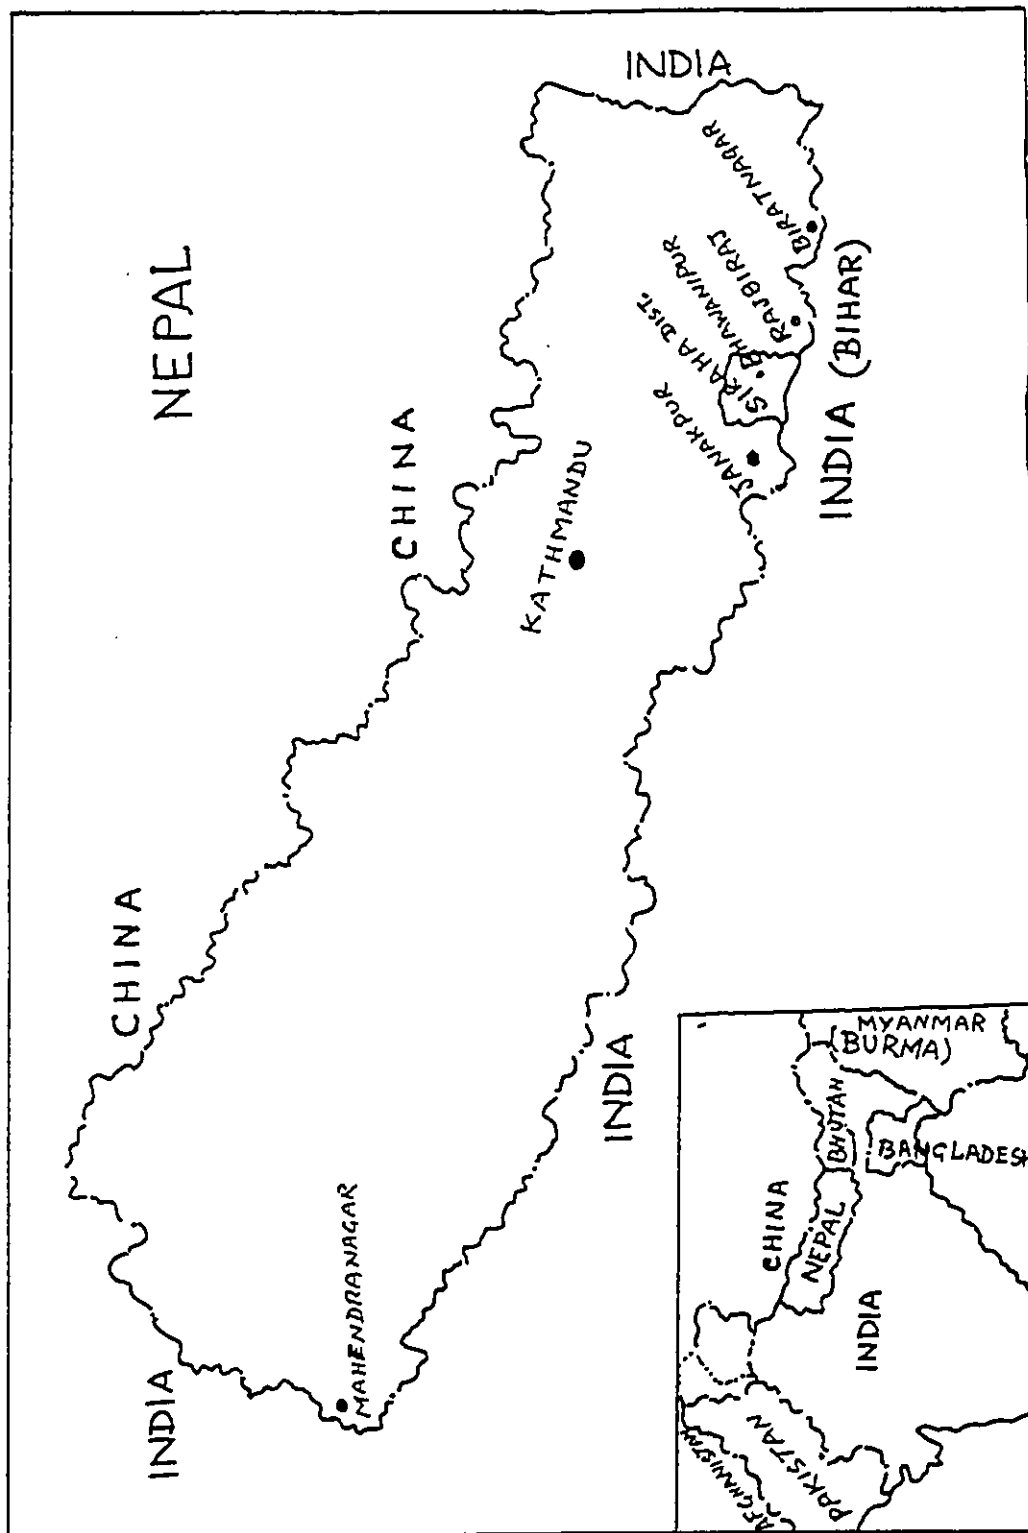 NEPAL
CHINA
CHINA
INDIA
INDIA
INDIA
INDIA (BIHAR)
MAHENDRANAGAR
KATHMANDU
JANAKPUR
SIRAHA DIST.
BHAWANIPUR
RAJBIRAJ
BIRATNAGAR
AFGHANISTAN
PAKISTAN
CHINA
NEPAL
BHUTAN
INDIA
BANGLADESH
MYANMAR
(BURMA)